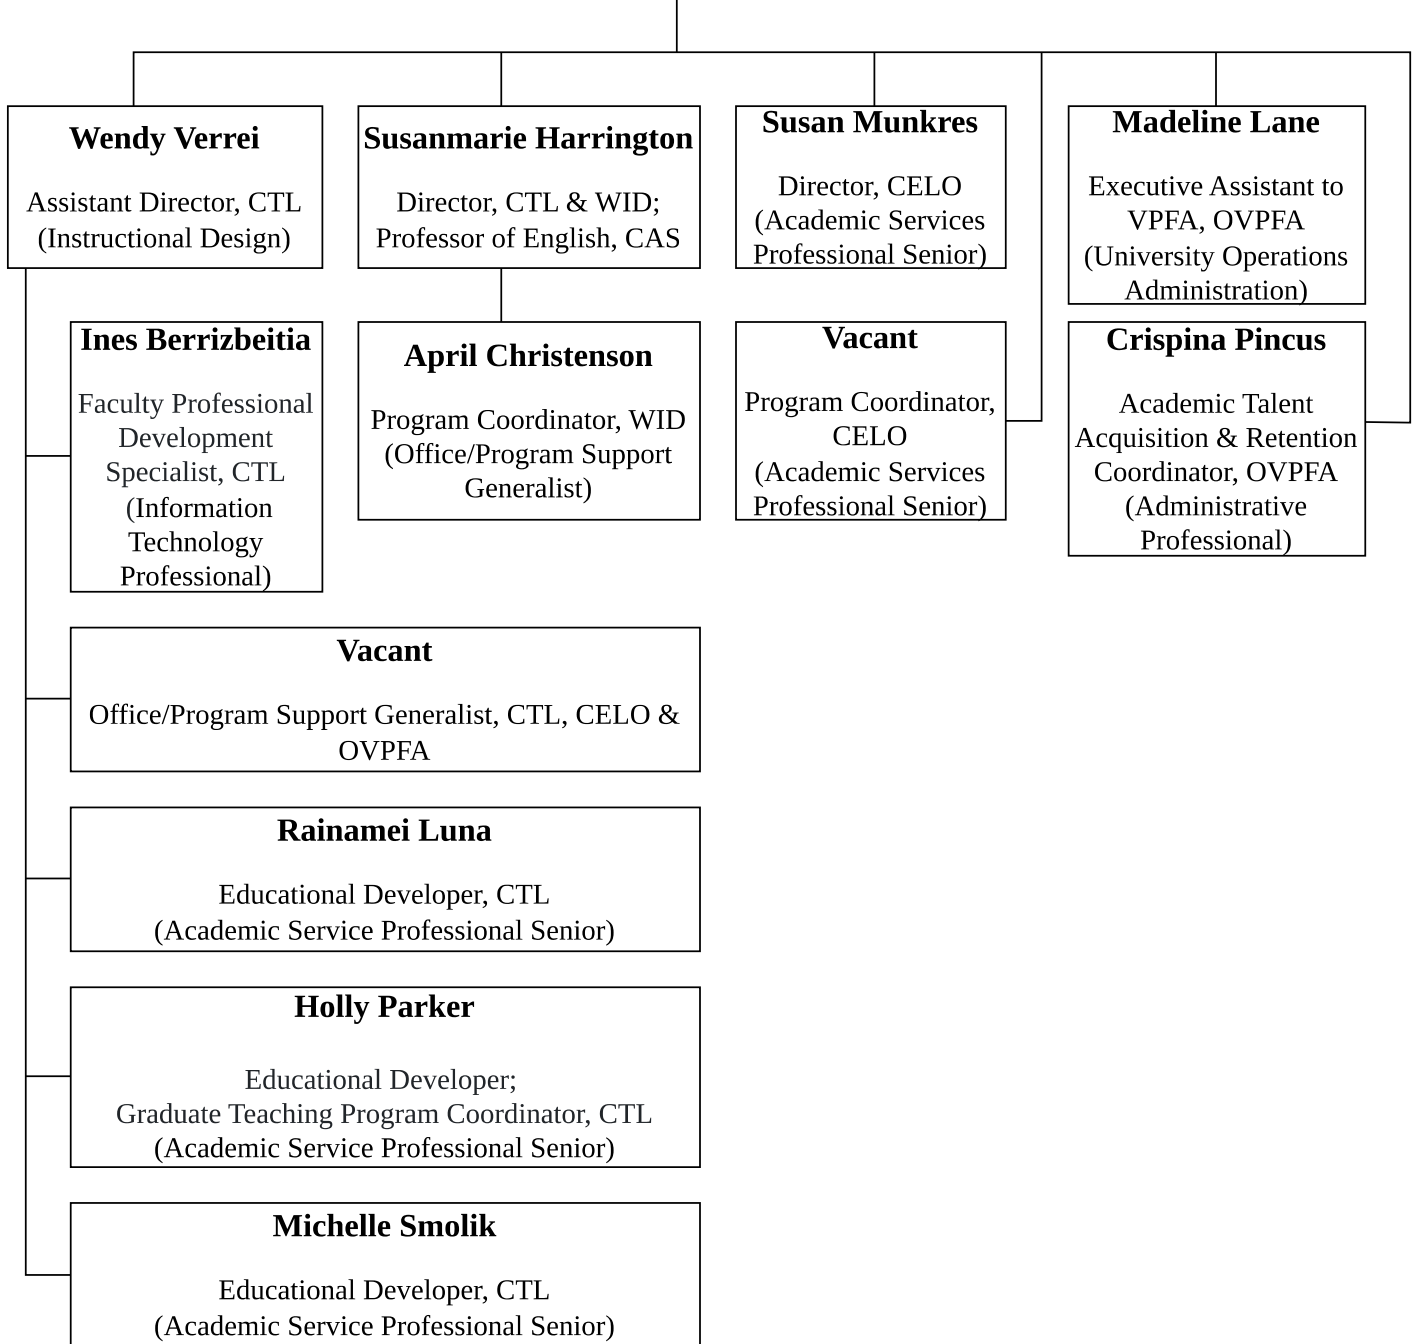 Wendy Verrei
Assistant Director, CTL
(Instructional Design)
Susanmarie Harrington
Director, CTL & WID;
Professor of English, CAS
Susan Munkres
Director, CELO
(Academic Services
Professional Senior)
Madeline Lane
Executive Assistant to
VPFA, OVPFA
(University Operations
Administration)
Ines Berrizbeitia
Faculty Professional
Development
Specialist, CTL
(Information
Technology
Professional)
April Christenson
Program Coordinator, WID
(Office/Program Support
Generalist)
Vacant
Program Coordinator,
CELO
(Academic Services
Professional Senior)
Crispina Pincus
Academic Talent
Acquisition & Retention
Coordinator, OVPFA
(Administrative
Professional)
Vacant
Office/Program Support Generalist, CTL, CELO &
OVPFA
Rainamei Luna
Educational Developer, CTL
(Academic Service Professional Senior)
Holly Parker
Educational Developer;
Graduate Teaching Program Coordinator, CTL
(Academic Service Professional Senior)
Michelle Smolik
Educational Developer, CTL
(Academic Service Professional Senior)